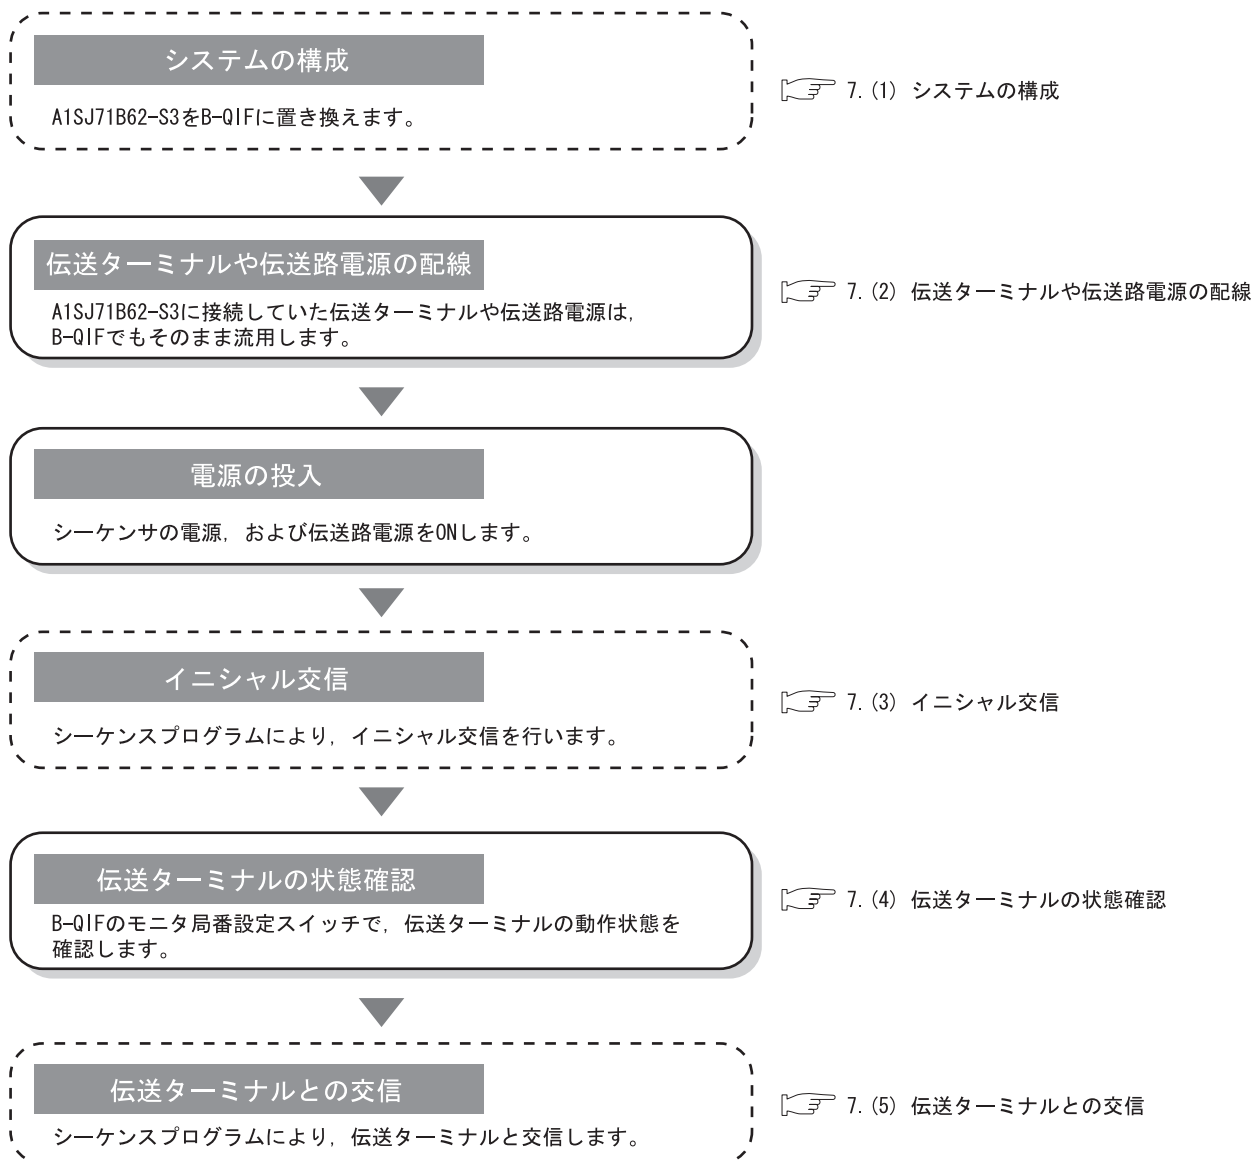 システムの構成
A1SJ71B62-S3をB-QIFに置き換えます。
7.(1) システムの構成
伝送ターミナルや伝送路電源の配線
A1SJ71B62-S3に接続していた伝送ターミナルや伝送路電源は,
B-QIFでもそのまま流用します。
7.(2) 伝送ターミナルや伝送路電源の配線
電源の投入
シーケンサの電源, および伝送路電源をONします。
イニシャル交信
シーケンスプログラムにより, イニシャル交信を行います。
7.(3) イニシャル交信
伝送ターミナルの状態確認
B-QIFのモニタ局番設定スイッチで, 伝送ターミナルの動作状態を
確認します。
7.(4) 伝送ターミナルの状態確認
伝送ターミナルとの交信
シーケンスプログラムにより, 伝送ターミナルと交信します。
7.(5) 伝送ターミナルとの交信